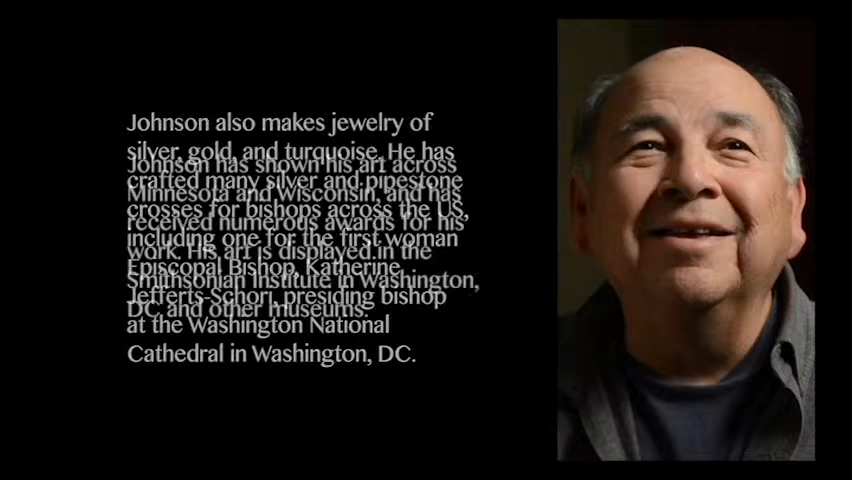 Johnson also makes jewelry of
silver, gold, and turquoise. He has
crafted many silver and pipestone
crosses for bishops across the US,
including one for the first woman
Episcopal Bishop, Katherine
Jefferts-Schori, presiding bishop
at the Washington National
Cathedral in Washington, DC.
Johnson has shown his art across
Minnesota and Wisconsin, and has
received numerous awards for his
work. His art is displayed in the
Smithsonian Institute in Washington,
DC and other museums.